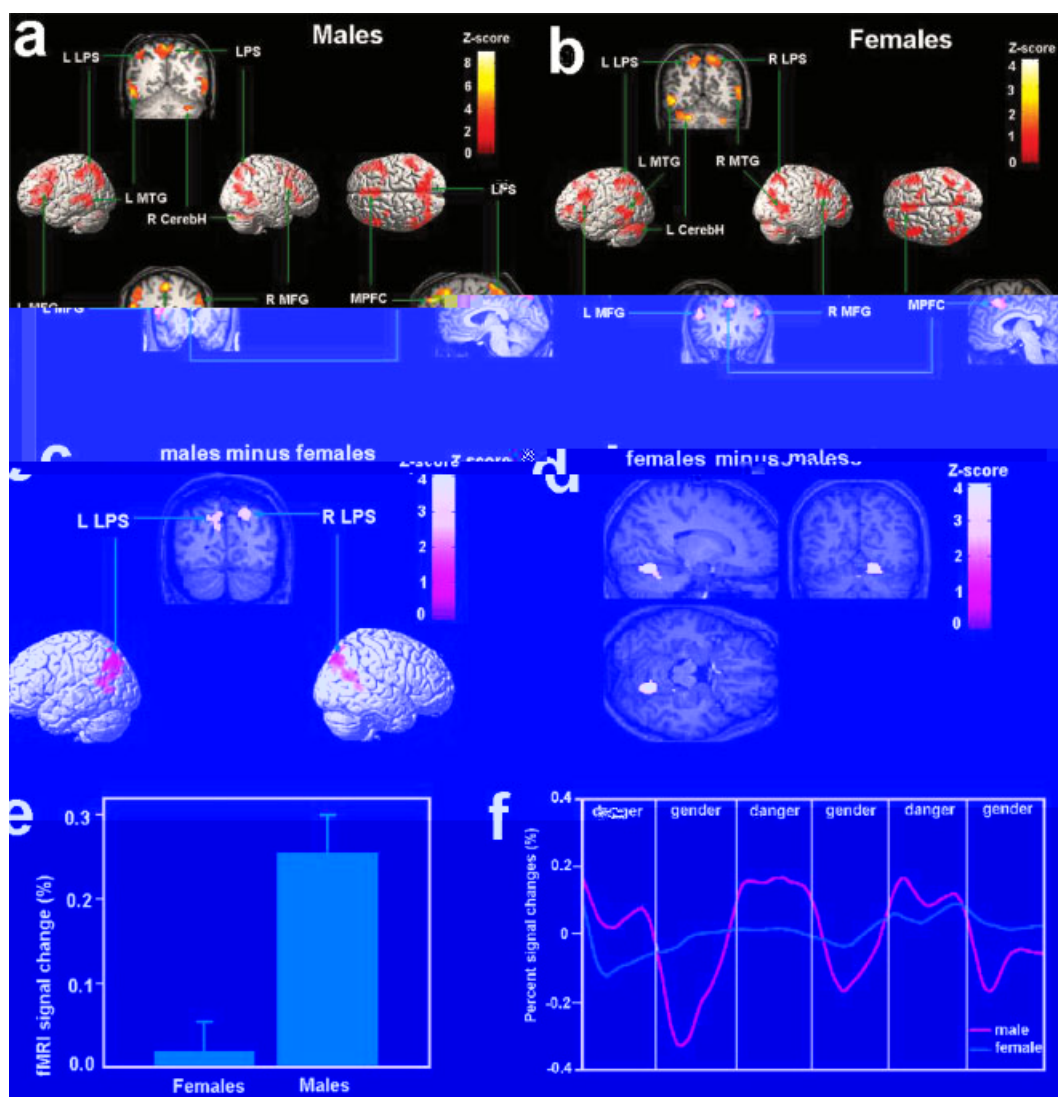 a
Males
Z-score
8
6
4
2
0
L LPS
LPS
L MTG
R CerebH
LPS
R MFG
MPFC
L MFG
b
Females
Z-score
4
3
2
1
0
L LPS
R LPS
L MTG
R MTG
L CerebH
L MFG
R MFG
MPFC
c
males minus females
L LPS
R LPS
4
3
2
1
0
d
females minus males
Z-score
4
3
2
1
0
e
fMRI signal change (%)
0.3
0.2
0.1
0.0
Females
Males
f
Percent signal changes (%)
0.4
0.2
0
-0.2
-0.4
gender
danger
gender
danger
gender
male
female